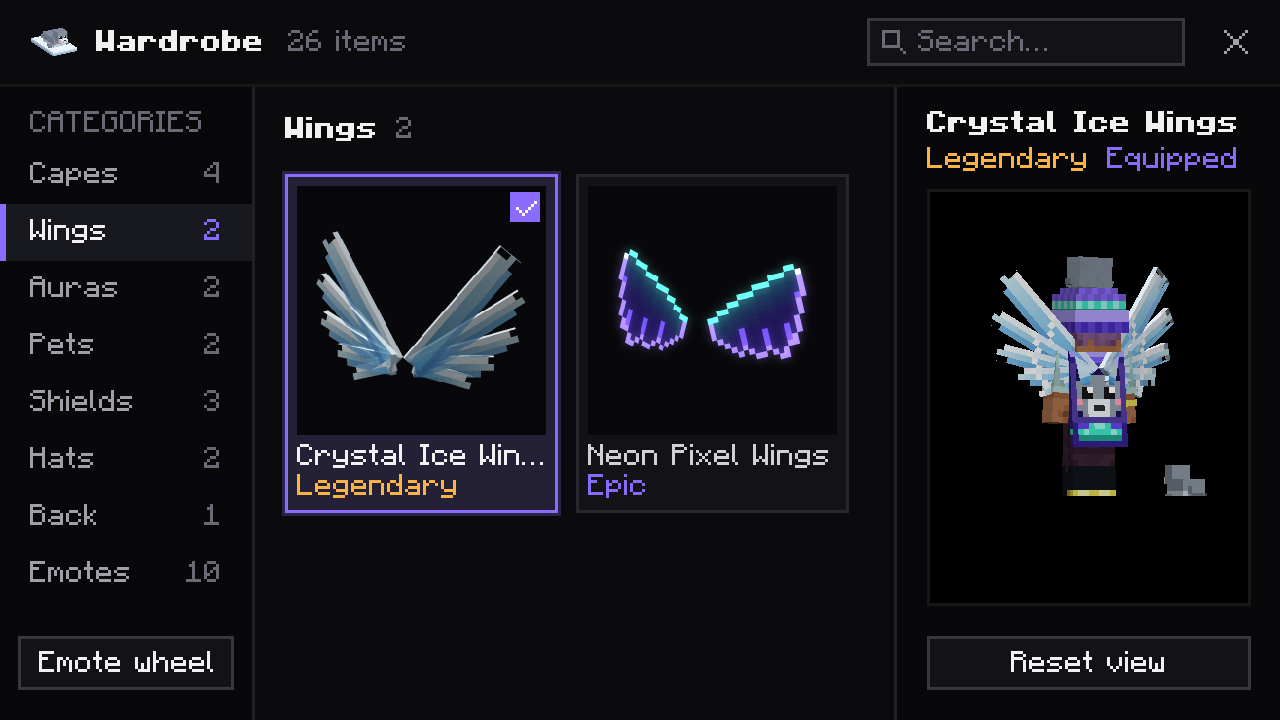 Wardrobe 26 items
Search...
CATEGORIES
Capes 4
Wings 2
Auras 2
Pets 2
Shields 3
Hats 2
Back 1
Emotes 10
Emote wheel
Wings 2
Crystal Ice Win...
Legendary
Neon Pixel Wings
Epic
Crystal Ice Wings
Legendary Equipped
Reset view